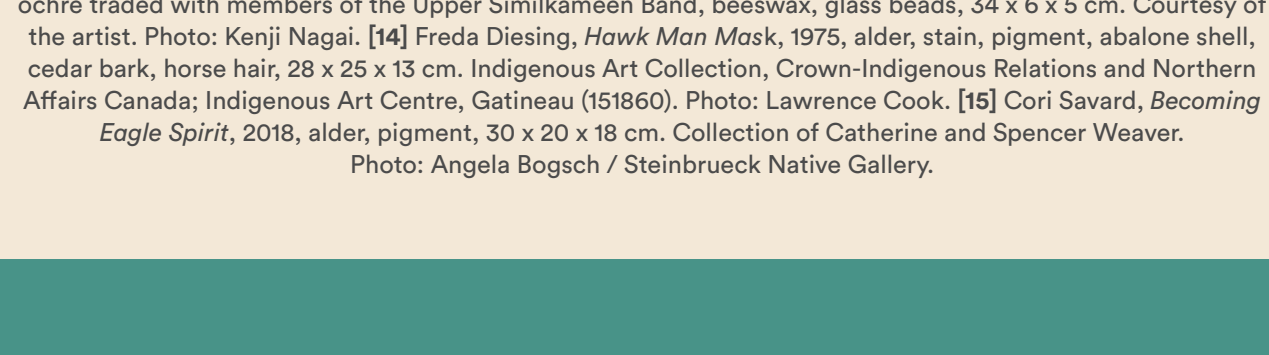 ochre traded with members of the Upper Similkameen Band, beeswax, glass beads, 34 x 6 x 5 cm. Courtesy of
the artist. Photo: Kenji Nagai. [14] Freda Diesing, Hawk Man Mask, 1975, alder, stain, pigment, abalone shell,
cedar bark, horse hair, 28 x 25 x 13 cm. Indigenous Art Collection, Crown-Indigenous Relations and Northern
Affairs Canada; Indigenous Art Centre, Gatineau (151860). Photo: Lawrence Cook. [15] Cori Savard, Becoming
Eagle Spirit, 2018, alder, pigment, 30 x 20 x 18 cm. Collection of Catherine and Spencer Weaver.
Photo: Angela Bogsch / Steinbrueck Native Gallery.